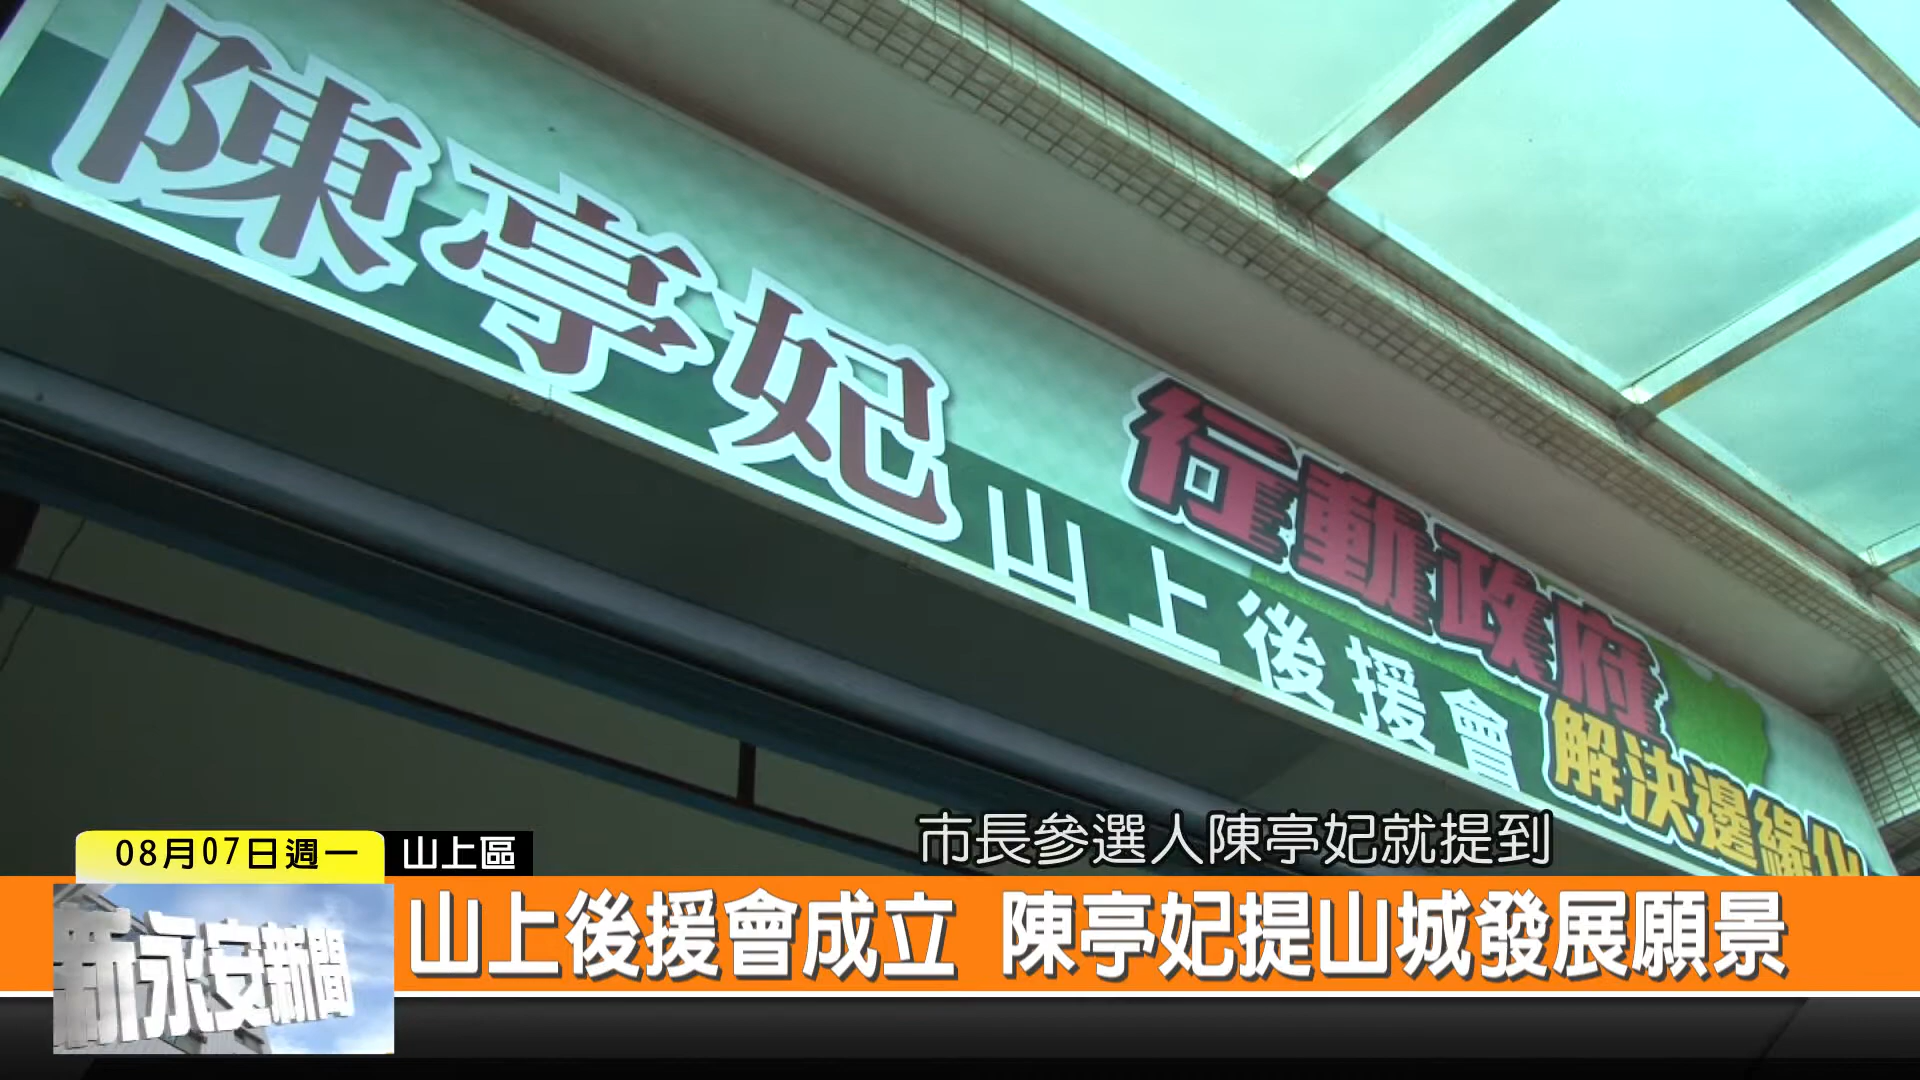 陳亭妃
山上後援會
行動政府
解決邊緣化
市長參選人陳亭妃就提到
08月07日週一
山上區
山上後援會成立 陳亭妃提山城發展願景
新永安新聞